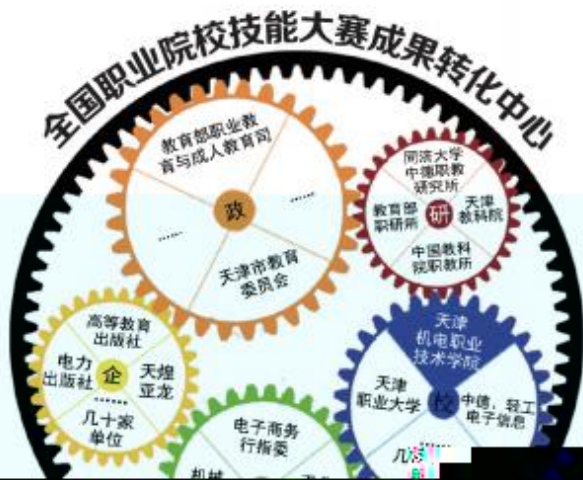 全国职业院校技能大赛成果转化中心
教育部职业教
育与成人教育司
……
政
……
天津市教育
委员会
同济大学
中德职教
研究所
教育部
职研所
研
天津
教科院
中国教科
院职教所
高等教育
出版社
电力
出版社
企
天煌
亚龙
……
几十家
单位
天津
机电职业
技术学院
天津
职业大学
校
中德、轻工
电子信息
……
几
电子商务
行指委
机械